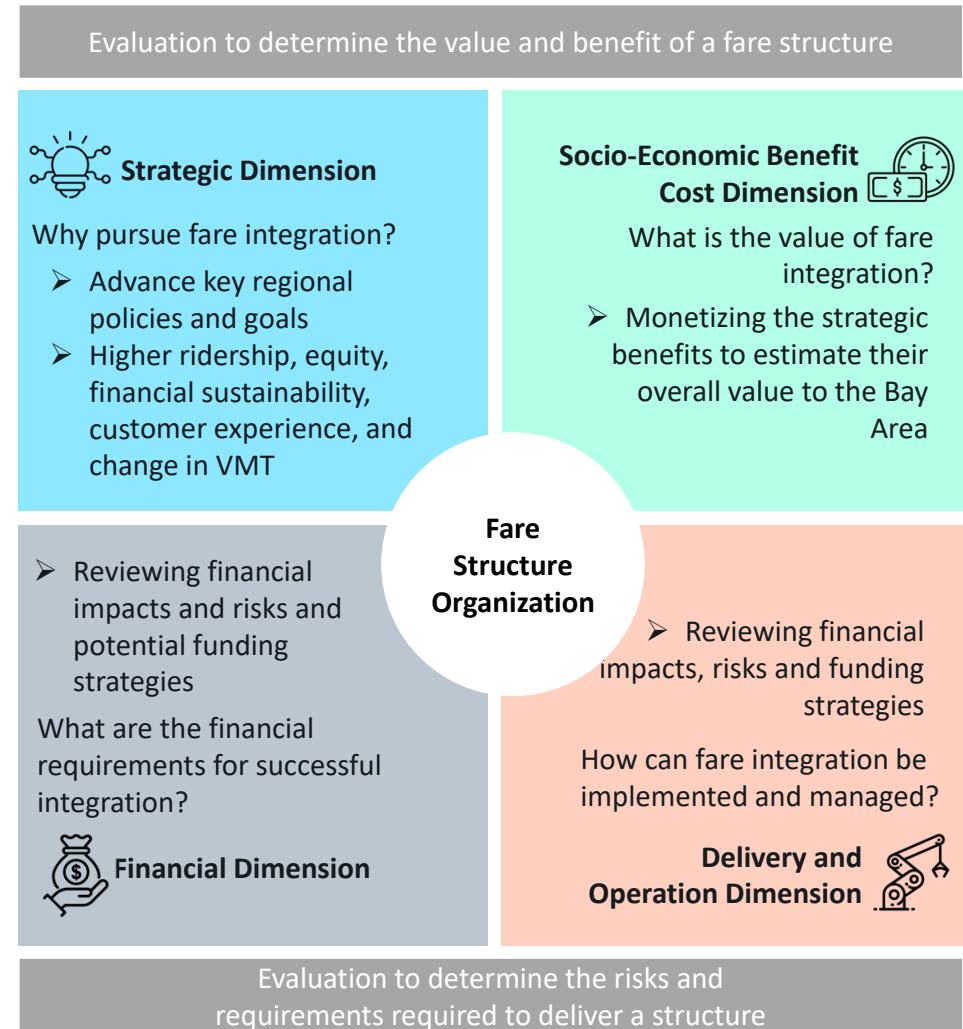 Evaluation to determine the value and benefit of a fare structure
Strategic Dimension
Why pursue fare integration?
➢ Advance key regional
policies and goals
➢ Higher ridership, equity,
financial sustainability,
customer experience, and
change in VMT
Socio-Economic Benefit
Cost Dimension
$
What is the value of fare
integration?
➢ Monetizing the strategic
benefits to estimate their
overall value to the Bay
Area
Fare
Structure
Organization
➢ Reviewing financial
impacts and risks and
potential funding
strategies
What are the financial
requirements for successful
integration?
$
Financial Dimension
➢ Reviewing financial
impacts, risks and funding
strategies
How can fare integration be
implemented and managed?
Delivery and
Operation Dimension
Evaluation to determine the risks and
requirements required to deliver a structure